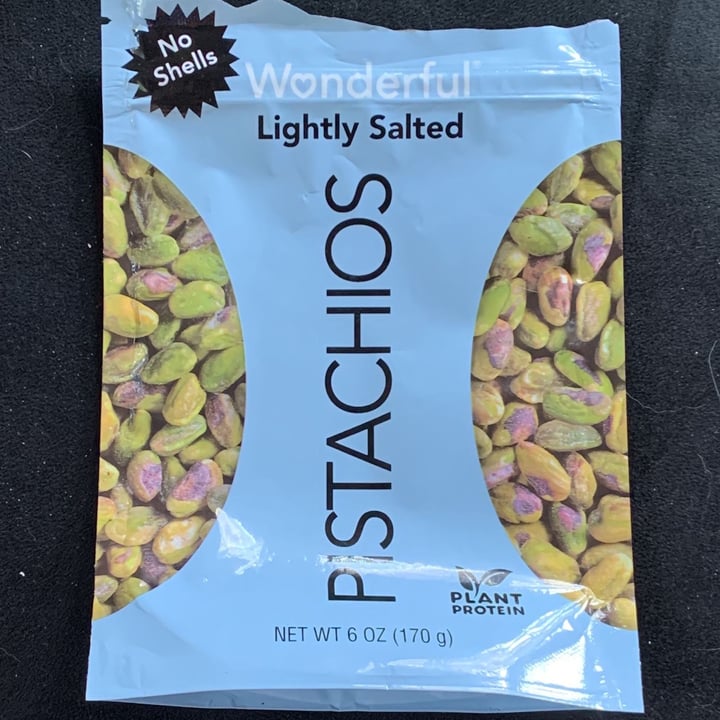 No
Shells
Wonderful®
Lightly Salted
PISTACHIOS
PLANT
PROTEIN
NET WT 6 OZ (170 g)